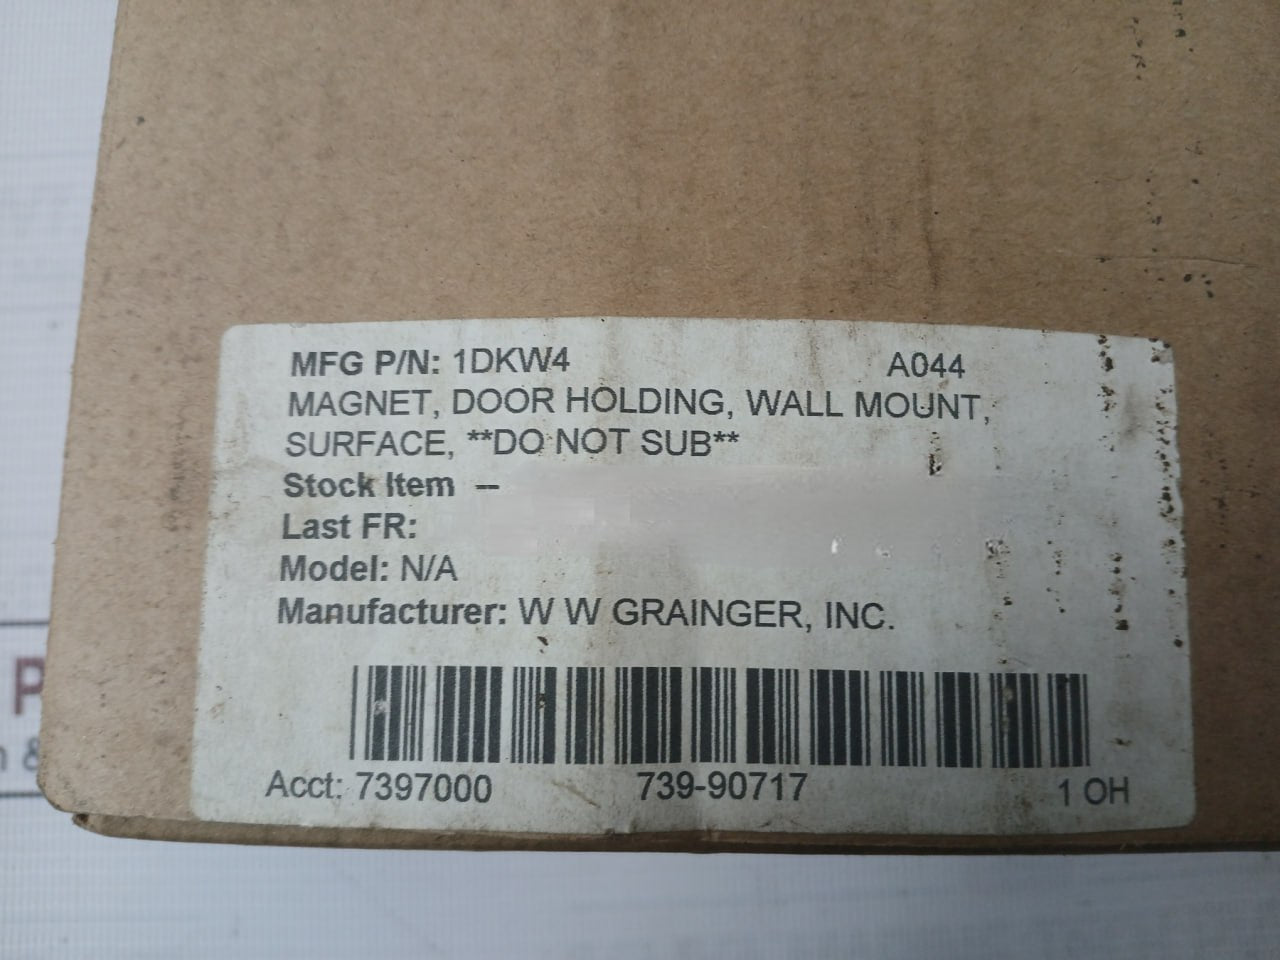 MFG P/N: 1DKW4 A044
MAGNET, DOOR HOLDING, WALL MOUNT,
SURFACE, **DO NOT SUB**
Stock Item –
Last FR:
Model: N/A
Manufacturer: W W GRAINGER, INC.
Acct: 7397000 739-90717 1 OH
P
n &